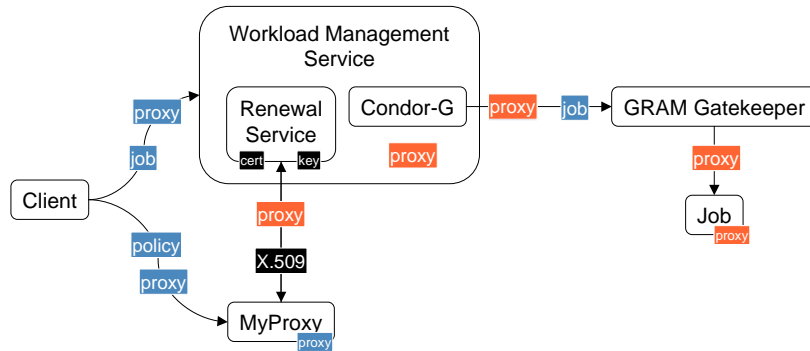 Workload Management
Service
proxy
job
Renewal
Service
cert
key
Condor-G
proxy
proxy
job
GRAM Gatekeeper
proxy
Job
proxy
Client
proxy
X.509
policy
proxy
MyProxy
proxy